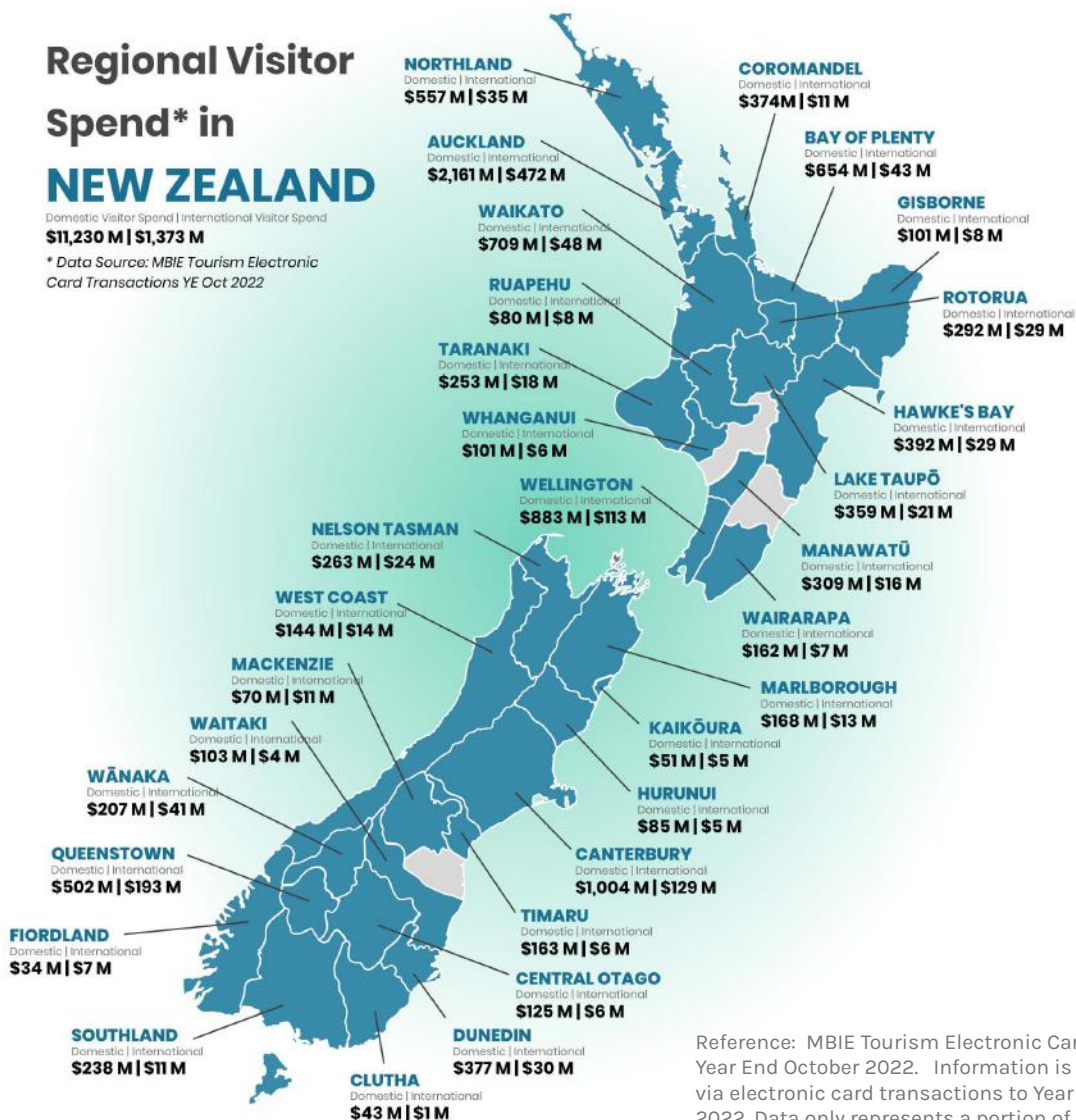 Regional Visitor
Spend* in
NEW ZEALAND
Domestic Visitor Spend | International Visitor Spend
$11,230 M | $1,373 M
* Data Source: MBIE Tourism Electronic
Card Transactions YE Oct 2022
NORTHLAND
Domestic | International
$557 M | $35 M
COROMANDEL
Domestic | International
$374M | $11 M
AUCKLAND
Domestic | International
$2,161 M | $472 M
BAY OF PLENTY
Domestic | International
$654 M | $43 M
WAIKATO
Domestic | International
$709 M | $48 M
GISBORNE
Domestic | International
$101 M | $8 M
RUAPEHU
Domestic | International
$80 M | $8 M
ROTORUA
Domestic | International
$292 M | $29 M
TARANAKI
Domestic | International
$253 M | $18 M
HAWKE'S BAY
Domestic | International
$392 M | $29 M
WHANGANUI
Domestic | International
$101 M | $6 M
LAKE TAUPŌ
Domestic | International
$359 M | $21 M
WELLINGTON
Domestic | International
$883 M | $113 M
MANAWATŪ
Domestic | International
$309 M | $16 M
NELSON TASMAN
Domestic | International
$263 M | $24 M
WAIRARAPA
Domestic | International
$162 M | $7 M
WEST COAST
Domestic | International
$144 M | $14 M
MARLBOROUGH
Domestic | International
$168 M | $13 M
MACKENZIE
Domestic | International
$70 M | $11 M
KAIKŌURA
Domestic | International
$51 M | $5 M
WAITAKI
Domestic | International
$103 M | $4 M
HURUNUI
Domestic | International
$85 M | $5 M
WĀNAKA
Domestic | International
$207 M | $41 M
CANTERBURY
Domestic | International
$1,004 M | $129 M
QUEENSTOWN
Domestic | International
$502 M | $193 M
TIMARU
Domestic | International
$163 M | $6 M
FIORDLAND
Domestic | International
$34 M | $7 M
CENTRAL OTAGO
Domestic | International
$125 M | $6 M
SOUTHLAND
Domestic | International
$238 M | $11 M
DUNEDIN
Domestic | International
$377 M | $30 M
CLUTHA
Domestic | International
$43 M | $1 M
Reference: MBIE Tourism Electronic Car
Year End October 2022. Information is
via electronic card transactions to Year
2022. Data only represents a portion of